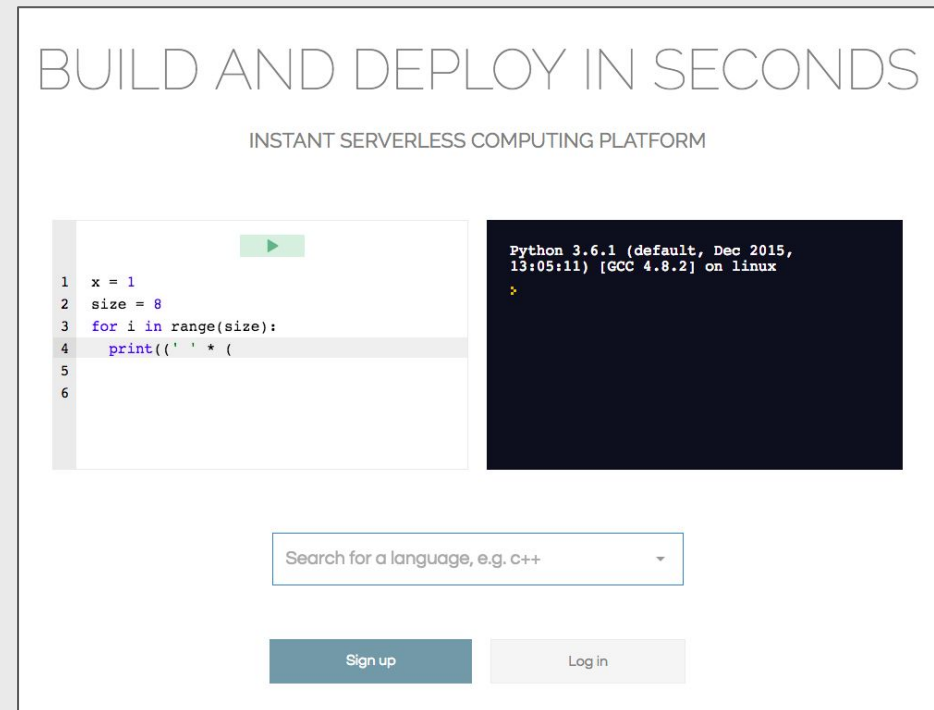 BUILD AND DEPLOY IN SECONDS
INSTANT SERVERLESS COMPUTING PLATFORM
1 x = 1
2 size = 8
3 for i in range(size):
4   print((' ' * (
5
6
Python 3.6.1 (default, Dec 2015,
13:05:11) [GCC 4.8.2] on linux
>
Search for a language, e.g. c++
Sign up
Log in